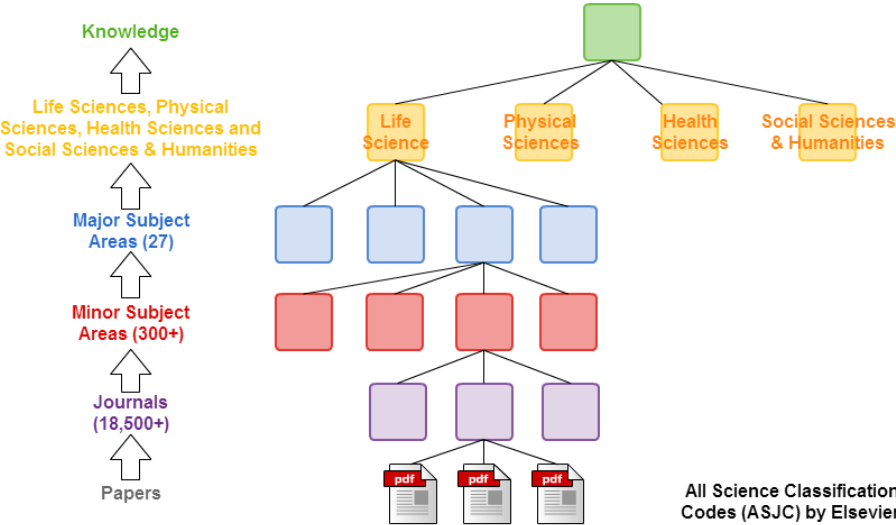 Knowledge
Life Sciences, Physical
Sciences, Health Sciences and
Social Sciences & Humanities
Major Subject
Areas (27)
Minor Subject
Areas (300+)
Journals
(18,500+)
Papers
Life
Science
Physical
Sciences
Health
Sciences
Social Sciences
& Humanities
pdf
pdf
pdf
All Science Classification
Codes (ASJC) by Elsevier